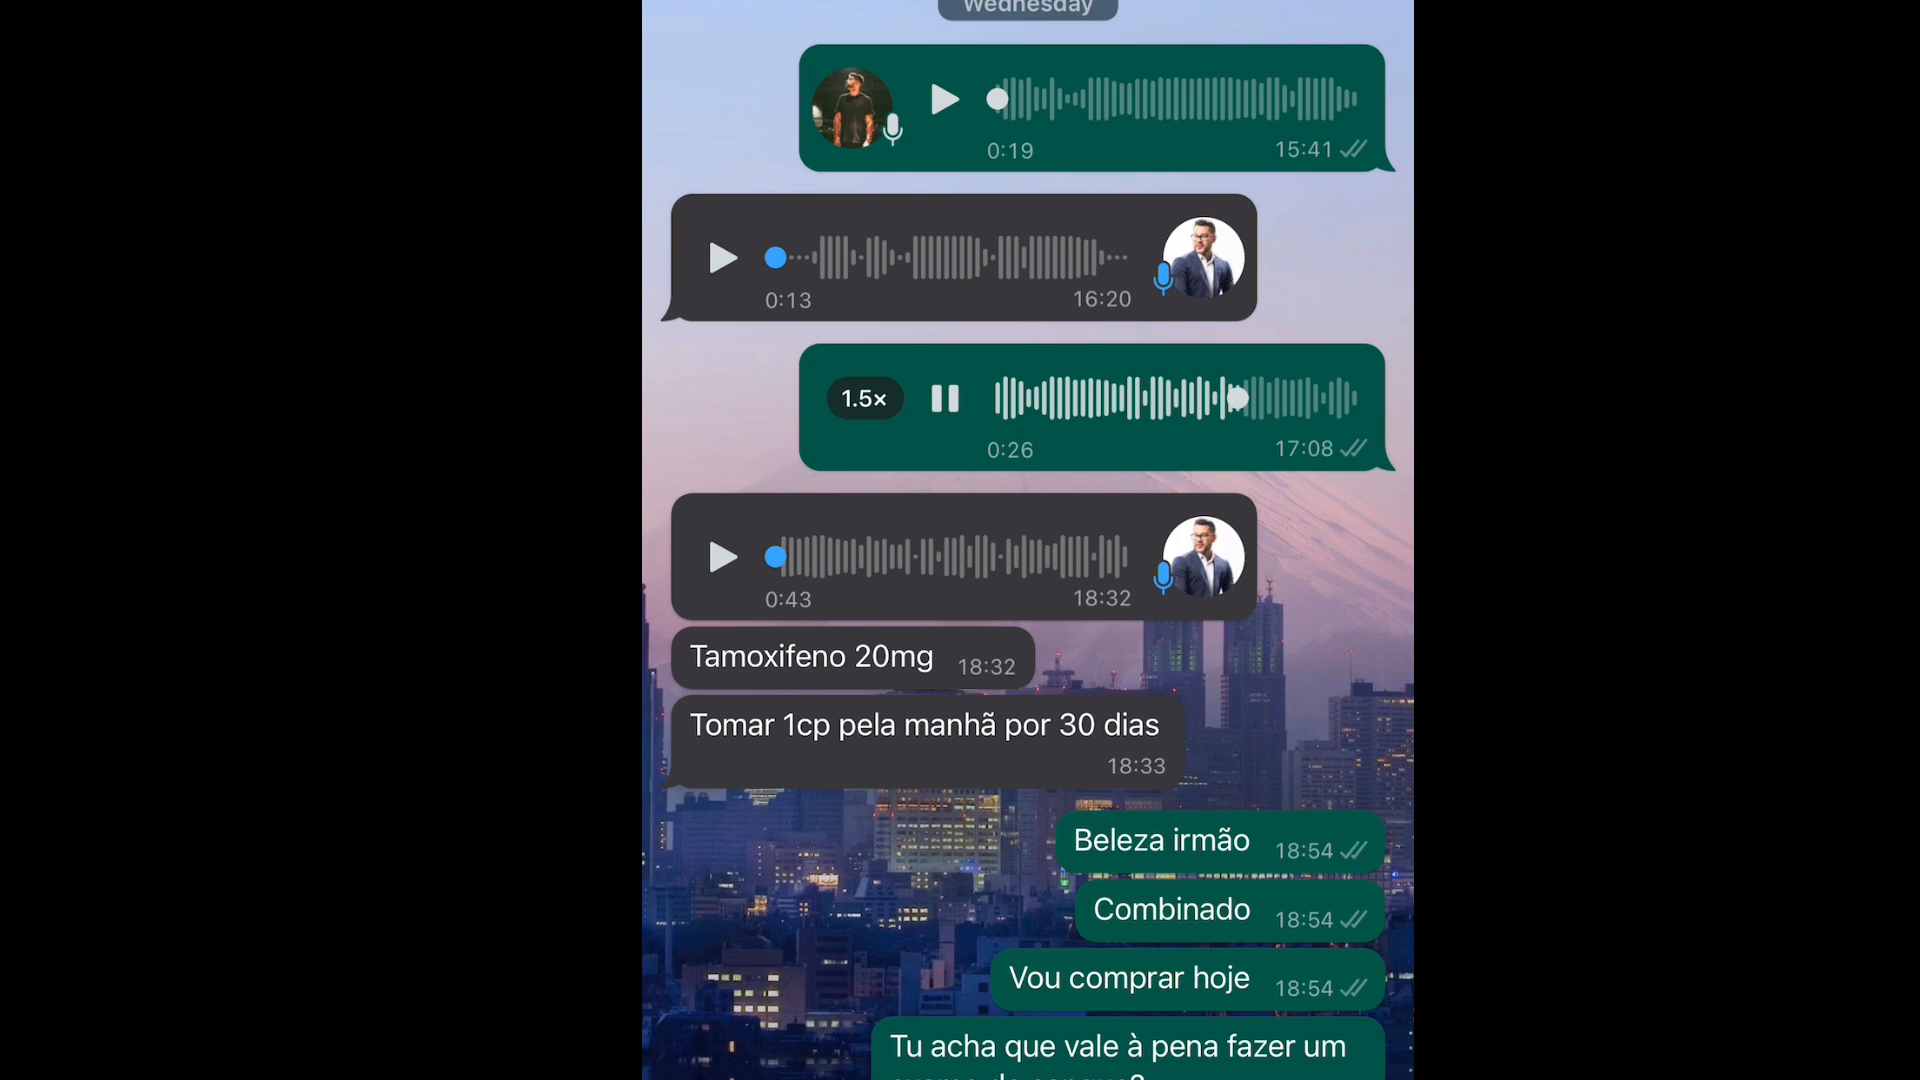 Wednesday
0:19 15:41
0:13 16:20
1.5×
0:26 17:08
0:43 18:32
Tamoxifeno 20mg 18:32
Tomar 1cp pela manhã por 30 dias
18:33
Beleza irmão 18:54
Combinado 18:54
Vou comprar hoje 18:54
Tu acha que vale à pena fazer um